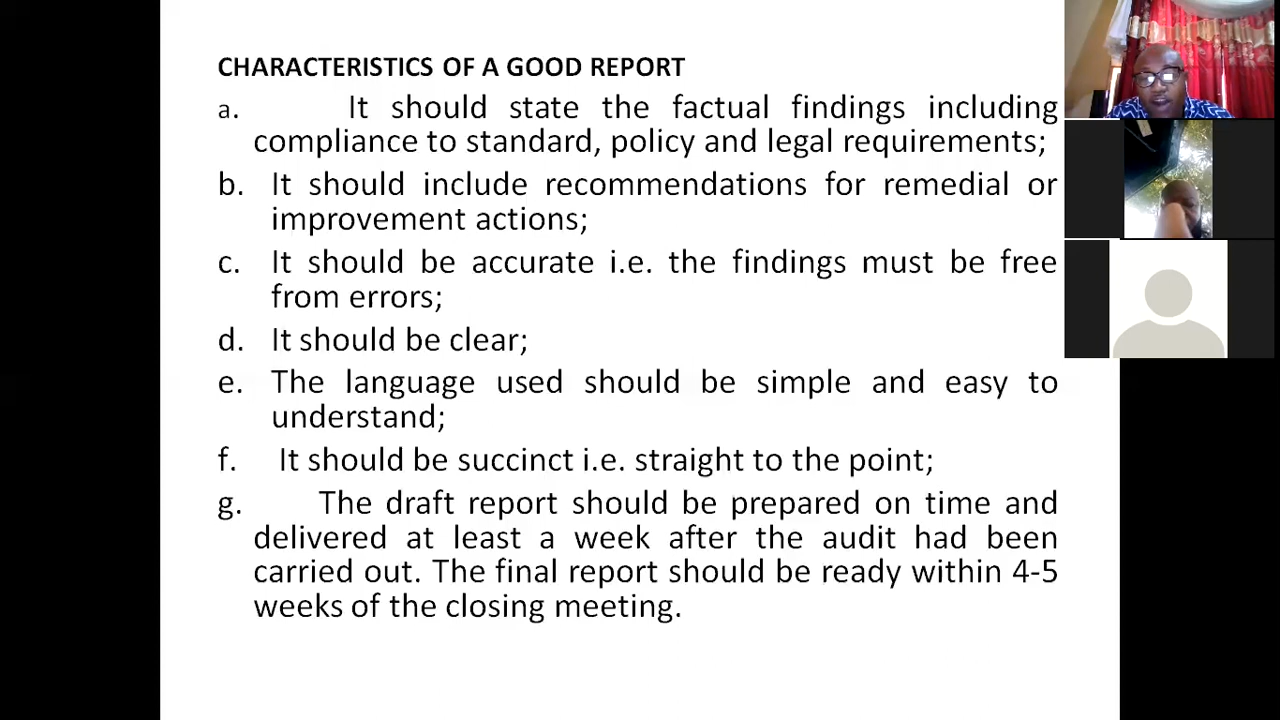 CHARACTERISTICS OF A GOOD REPORT
a. It should state the factual findings including
compliance to standard, policy and legal requirements;
b. It should include recommendations for remedial or
improvement actions;
c. It should be accurate i.e. the findings must be free
from errors;
d. It should be clear;
e. The language used should be simple and easy to
understand;
f. It should be succinct i.e. straight to the point;
g. The draft report should be prepared on time and
delivered at least a week after the audit had been
carried out. The final report should be ready within 4-5
weeks of the closing meeting.